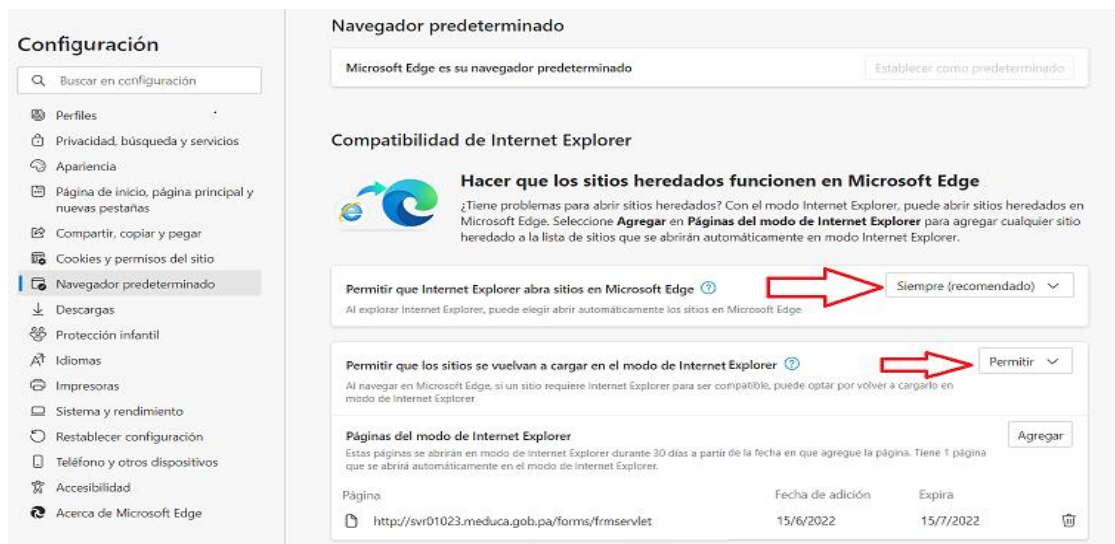 Configuración
Buscar en configuración
Perfiles
Privacidad, búsqueda y servicios
Apariencia
Página de inicio, página principal y
nuevas pestañas
Compartir, copiar y pegar
Cookies y permisos del sitio
Navegador predeterminado
Descargas
Protección infantil
Idiomas
Impresoras
Sistema y rendimiento
Restablecer configuración
Teléfono y otros dispositivos
Accesibilidad
Acerca de Microsoft Edge
Navegador predeterminado
Microsoft Edge es su navegador predeterminado
Establecer como predeterminado
Compatibilidad de Internet Explorer
Hacer que los sitios heredados funcionen en Microsoft Edge
¿Tiene problemas para abrir sitios heredados? Con el modo Internet Explorer, puede abrir sitios heredados en
Microsoft Edge. Seleccione Agregar en Páginas del modo de Internet Explorer para agregar cualquier sitio
heredado a la lista de sitios que se abrirán automáticamente en modo Internet Explorer.
Permitir que Internet Explorer abra sitios en Microsoft Edge
Siempre (recomendado)
Al explorar Internet Explorer, puede elegir abrir automáticamente los sitios en Microsoft Edge
Permitir que los sitios se vuelvan a cargar en el modo de Internet Explorer
Permitir
Al navegar en Microsoft Edge, si un sitio requiere Internet Explorer para ser compatible, puede optar por volver a cargarlo en
modo de Internet Explorer
Páginas del modo de Internet Explorer
Agregar
Estas páginas se abrirán en modo de Internet Explorer durante 30 días a partir de la fecha en que agregue la página. Tiene 1 página
que se abrirá automáticamente en el modo de Internet Explorer.
Página Fecha de adición Expira
http://svr01023.meduca.gob.pa/forms/frmservlet 15/6/2022 15/7/2022